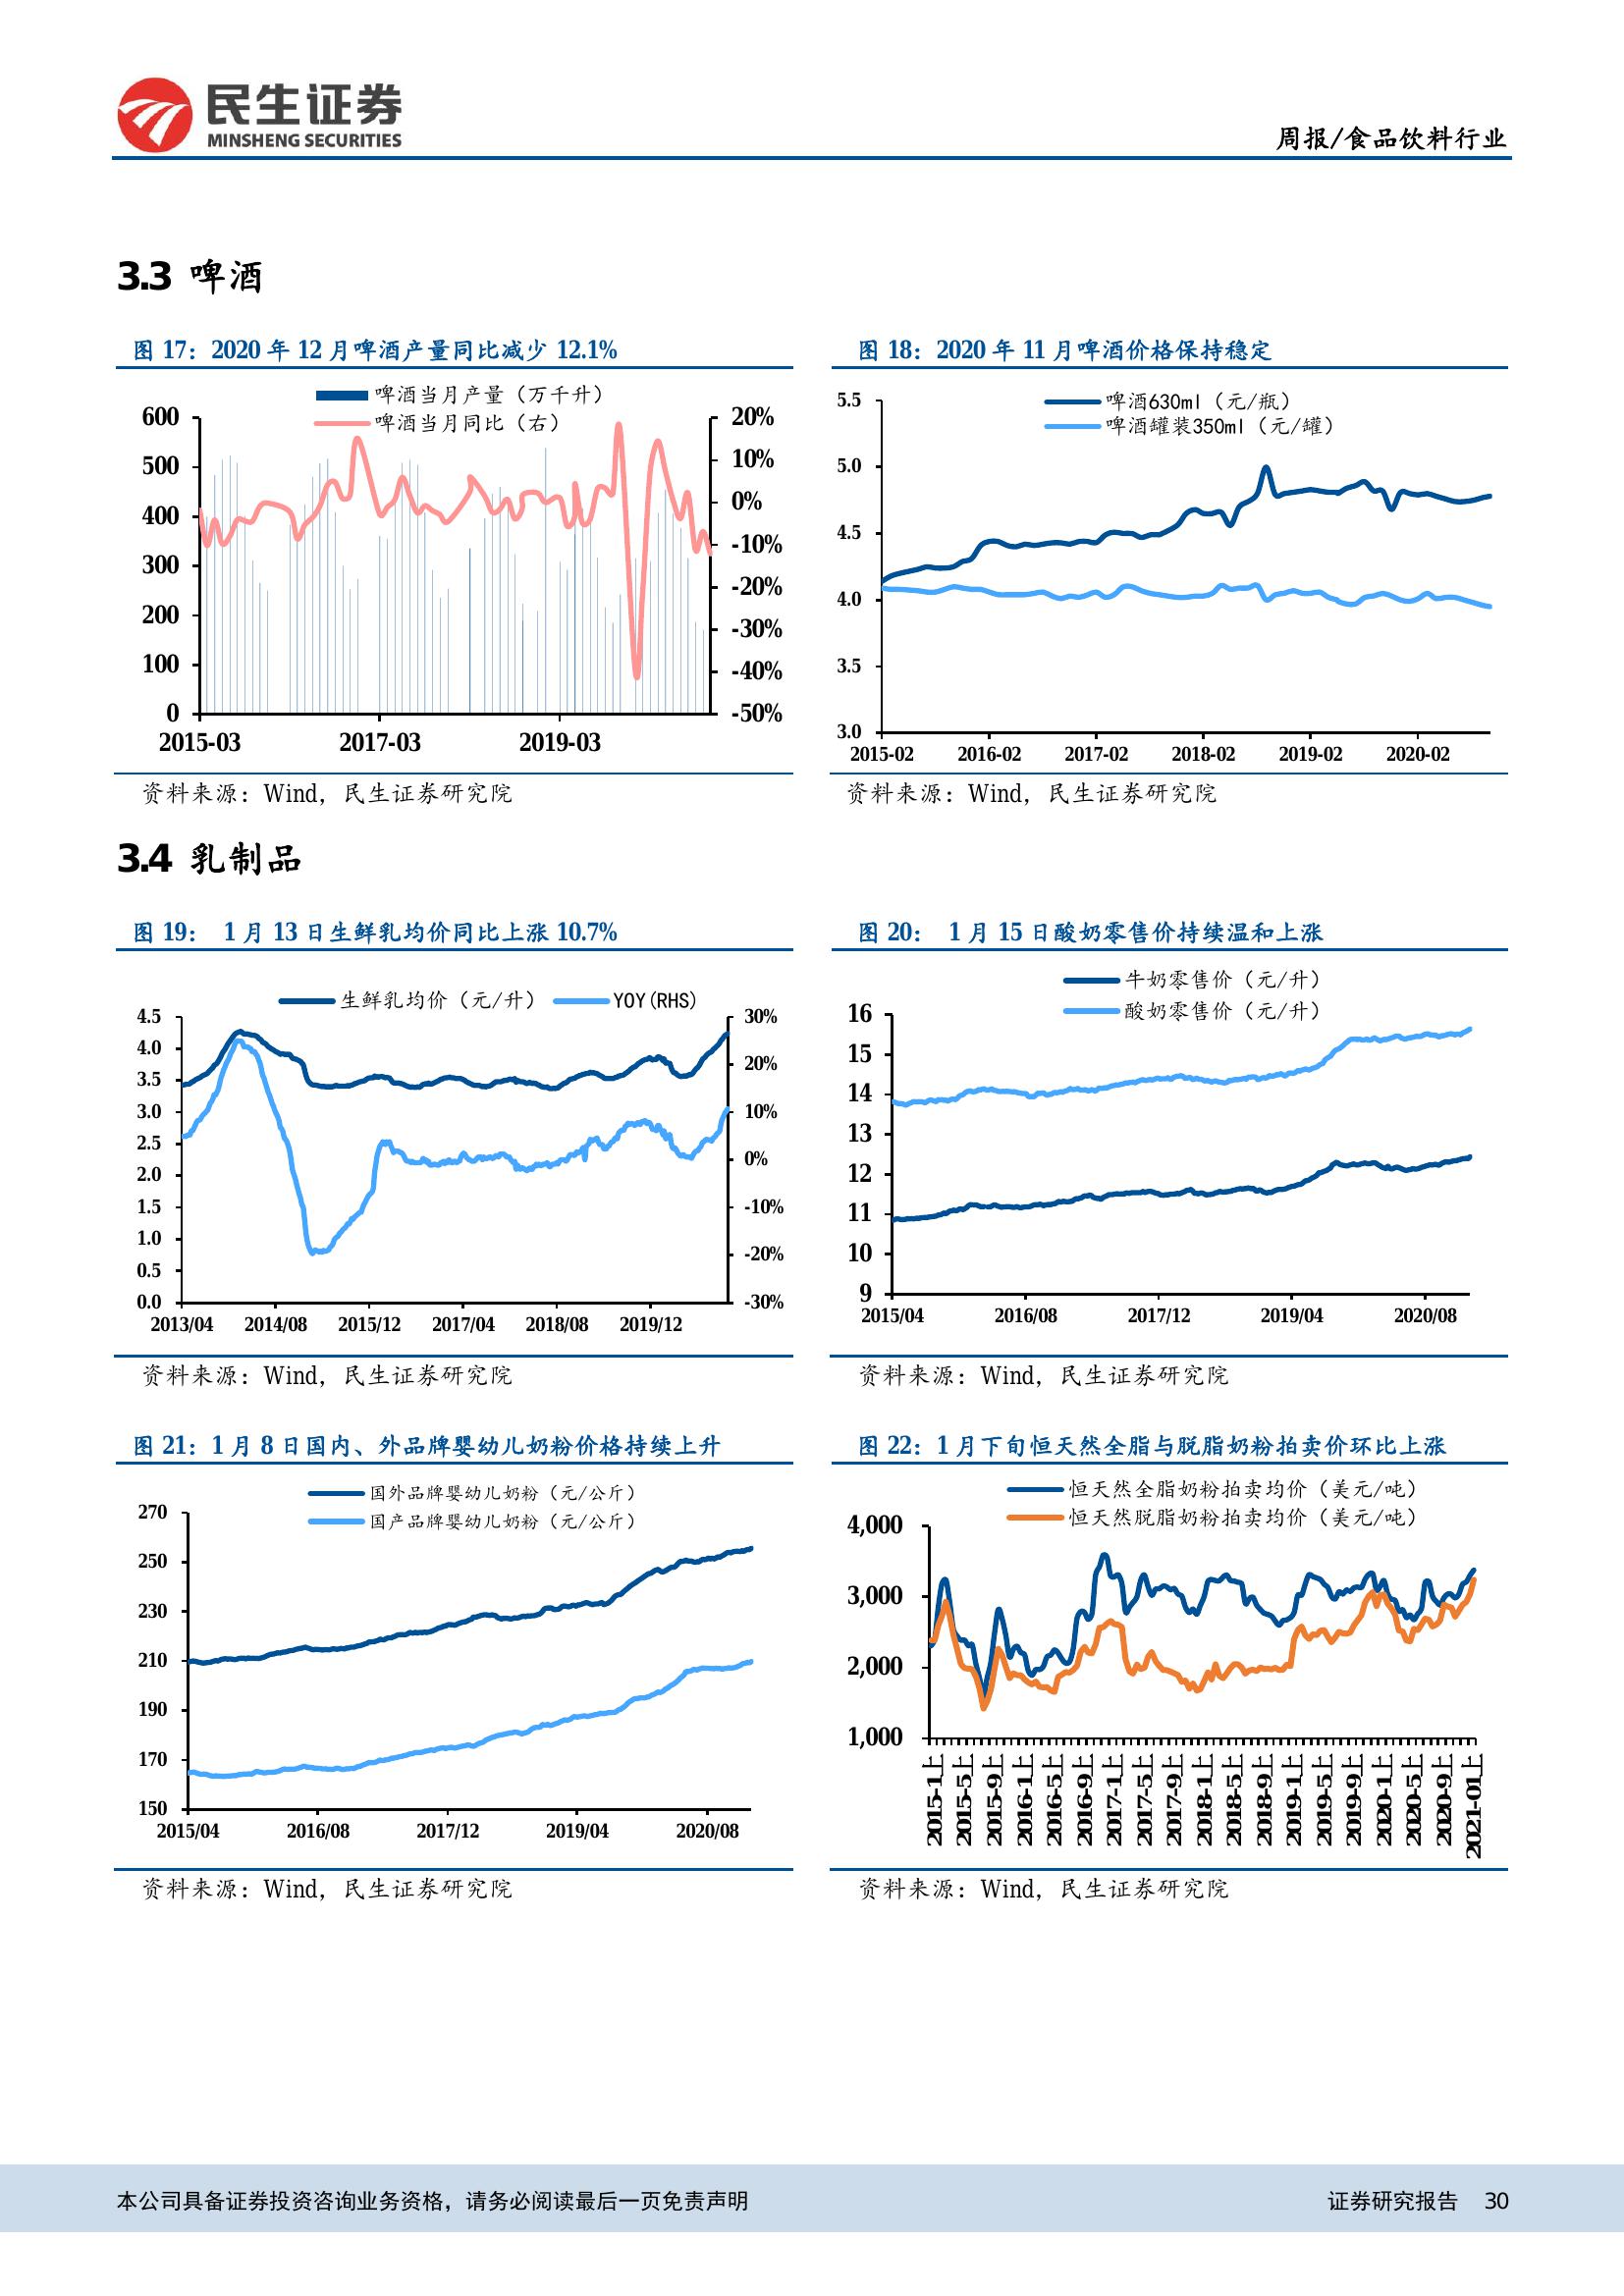 民生证券
MINSHENG SECURITIES
周报/食品饮料行业
3.3 啤酒
图 17：2020 年 12 月啤酒产量同比减少 12.1%
啤酒当月产量（万千升）
啤酒当月同比（右）
600
500
400
300
200
100
0
20%
10%
0%
-10%
-20%
-30%
-40%
-50%
2015-03 2017-03 2019-03
资料来源：Wind，民生证券研究院
图 18：2020 年 11 月啤酒价格保持稳定
啤酒630ml（元/瓶）
啤酒罐装350ml（元/罐）
5.5
5.0
4.5
4.0
3.5
3.0
2015-02 2016-02 2017-02 2018-02 2019-02 2020-02
资料来源：Wind，民生证券研究院
3.4 乳制品
图 19： 1 月 13 日生鲜乳均价同比上涨 10.7%
生鲜乳均价（元/升） YOY(RHS)
4.5
4.0
3.5
3.0
2.5
2.0
1.5
1.0
0.5
0.0
30%
20%
10%
0%
-10%
-20%
-30%
2013/04 2014/08 2015/12 2017/04 2018/08 2019/12
资料来源：Wind，民生证券研究院
图 20： 1 月 15 日酸奶零售价持续温和上涨
牛奶零售价（元/升）
酸奶零售价（元/升）
16
15
14
13
12
11
10
9
2015/04 2016/08 2017/12 2019/04 2020/08
资料来源：Wind，民生证券研究院
图 21：1 月 8 日国内、外品牌婴幼儿奶粉价格持续上升
国外品牌婴幼儿奶粉（元/公斤）
国产品牌婴幼儿奶粉（元/公斤）
270
250
230
210
190
170
150
2015/04 2016/08 2017/12 2019/04 2020/08
资料来源：Wind，民生证券研究院
图 22：1 月下旬恒天然全脂与脱脂奶粉拍卖价环比上涨
恒天然全脂奶粉拍卖均价（美元/吨）
恒天然脱脂奶粉拍卖均价（美元/吨）
4,000
3,000
2,000
1,000
2015-1上
2015-5上
2015-9上
2016-1上
2016-5上
2016-9上
2017-1上
2017-5上
2017-9上
2018-1上
2018-5上
2018-9上
2019-1上
2019-5上
2019-9上
2020-1上
2020-5上
2020-9上
2021-01上
资料来源：Wind，民生证券研究院
本公司具备证券投资咨询业务资格，请务必阅读最后一页免责声明
证券研究报告 30